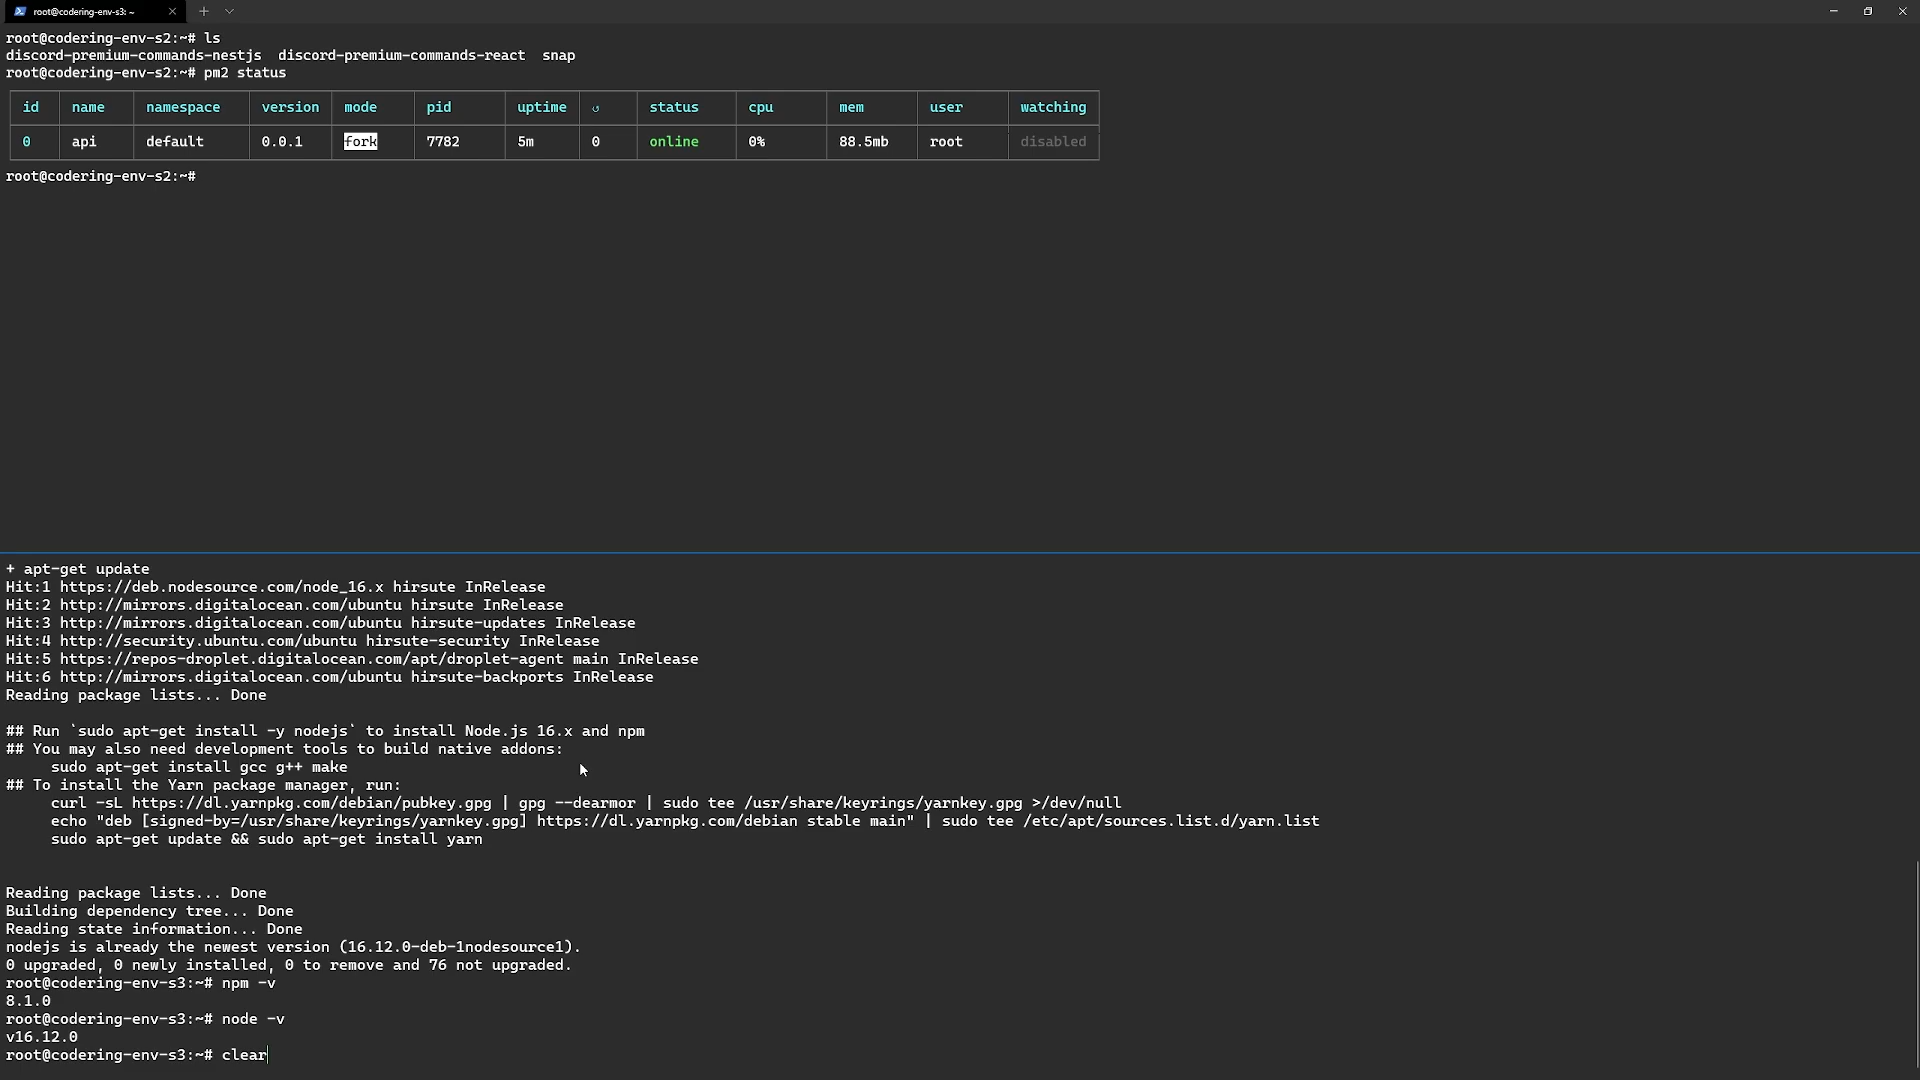 root@codering-env-s3: ~
root@codering-env-s2:~# ls
discord-premium-commands-nestjs  discord-premium-commands-react  snap
root@codering-env-s2:~# pm2 status
id name namespace version mode pid uptime ↺ status cpu mem user watching
0 api default 0.0.1 fork 7782 5m 0 online 0% 88.5mb root disabled
root@codering-env-s2:~#
+ apt-get update
Hit:1 https://deb.nodesource.com/node_16.x hirsute InRelease
Hit:2 http://mirrors.digitalocean.com/ubuntu hirsute InRelease
Hit:3 http://mirrors.digitalocean.com/ubuntu hirsute-updates InRelease
Hit:4 http://security.ubuntu.com/ubuntu hirsute-security InRelease
Hit:5 https://repos-droplet.digitalocean.com/apt/droplet-agent main InRelease
Hit:6 http://mirrors.digitalocean.com/ubuntu hirsute-backports InRelease
Reading package lists... Done
## Run `sudo apt-get install -y nodejs` to install Node.js 16.x and npm
## You may also need development tools to build native addons:
sudo apt-get install gcc g++ make
## To install the Yarn package manager, run:
curl -sL https://dl.yarnpkg.com/debian/pubkey.gpg | gpg --dearmor | sudo tee /usr/share/keyrings/yarnkey.gpg >/dev/null
echo "deb [signed-by=/usr/share/keyrings/yarnkey.gpg] https://dl.yarnpkg.com/debian stable main" | sudo tee /etc/apt/sources.list.d/yarn.list
sudo apt-get update && sudo apt-get install yarn
Reading package lists... Done
Building dependency tree... Done
Reading state information... Done
nodejs is already the newest version (16.12.0-deb-1nodesource1).
0 upgraded, 0 newly installed, 0 to remove and 76 not upgraded.
root@codering-env-s3:~# npm -v
8.1.0
root@codering-env-s3:~# node -v
v16.12.0
root@codering-env-s3:~# clear